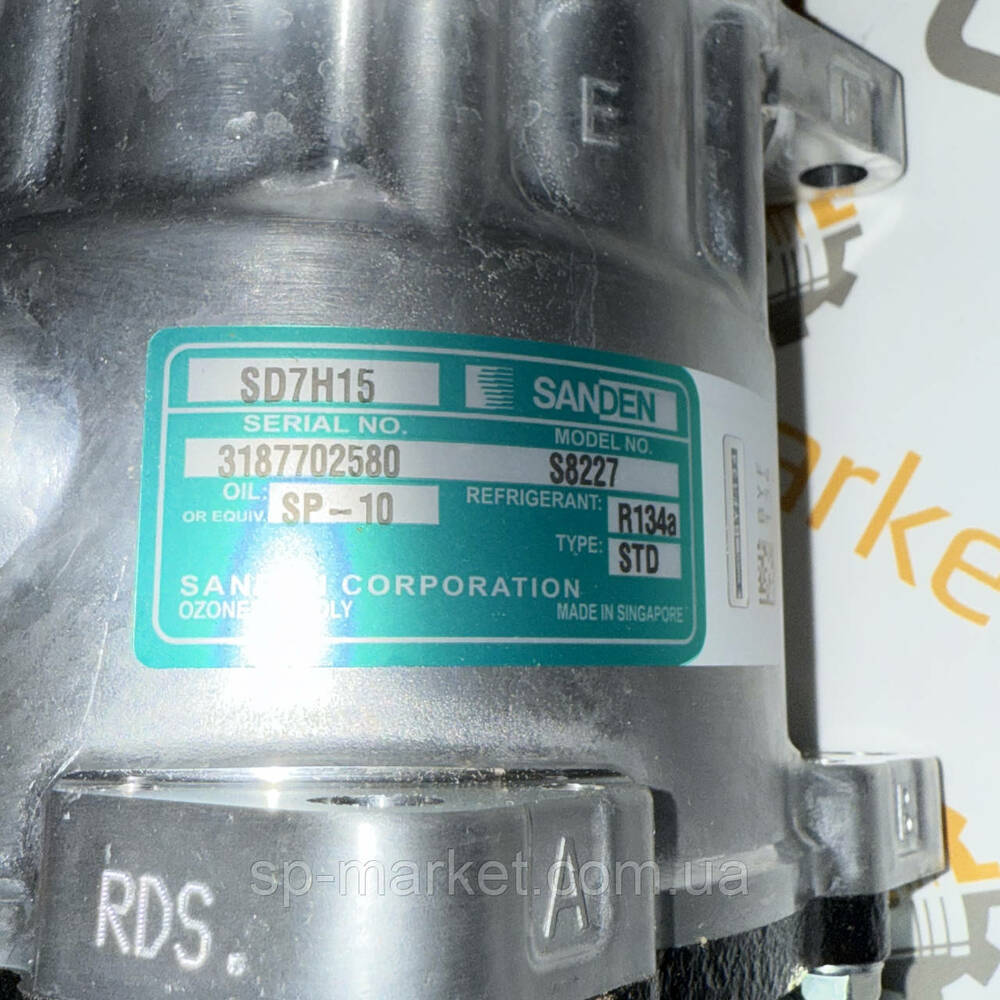 E
SD7H15 SANDEN
SERIAL NO. MODEL NO.
3187702580 S8227
OIL: SP-10 REFRIGERANT: R134a
OR EQUIV.
TYPE: STD
CORPORATION
MADE IN SINGAPORE
arke
sp-market.com.ua
RDS. A